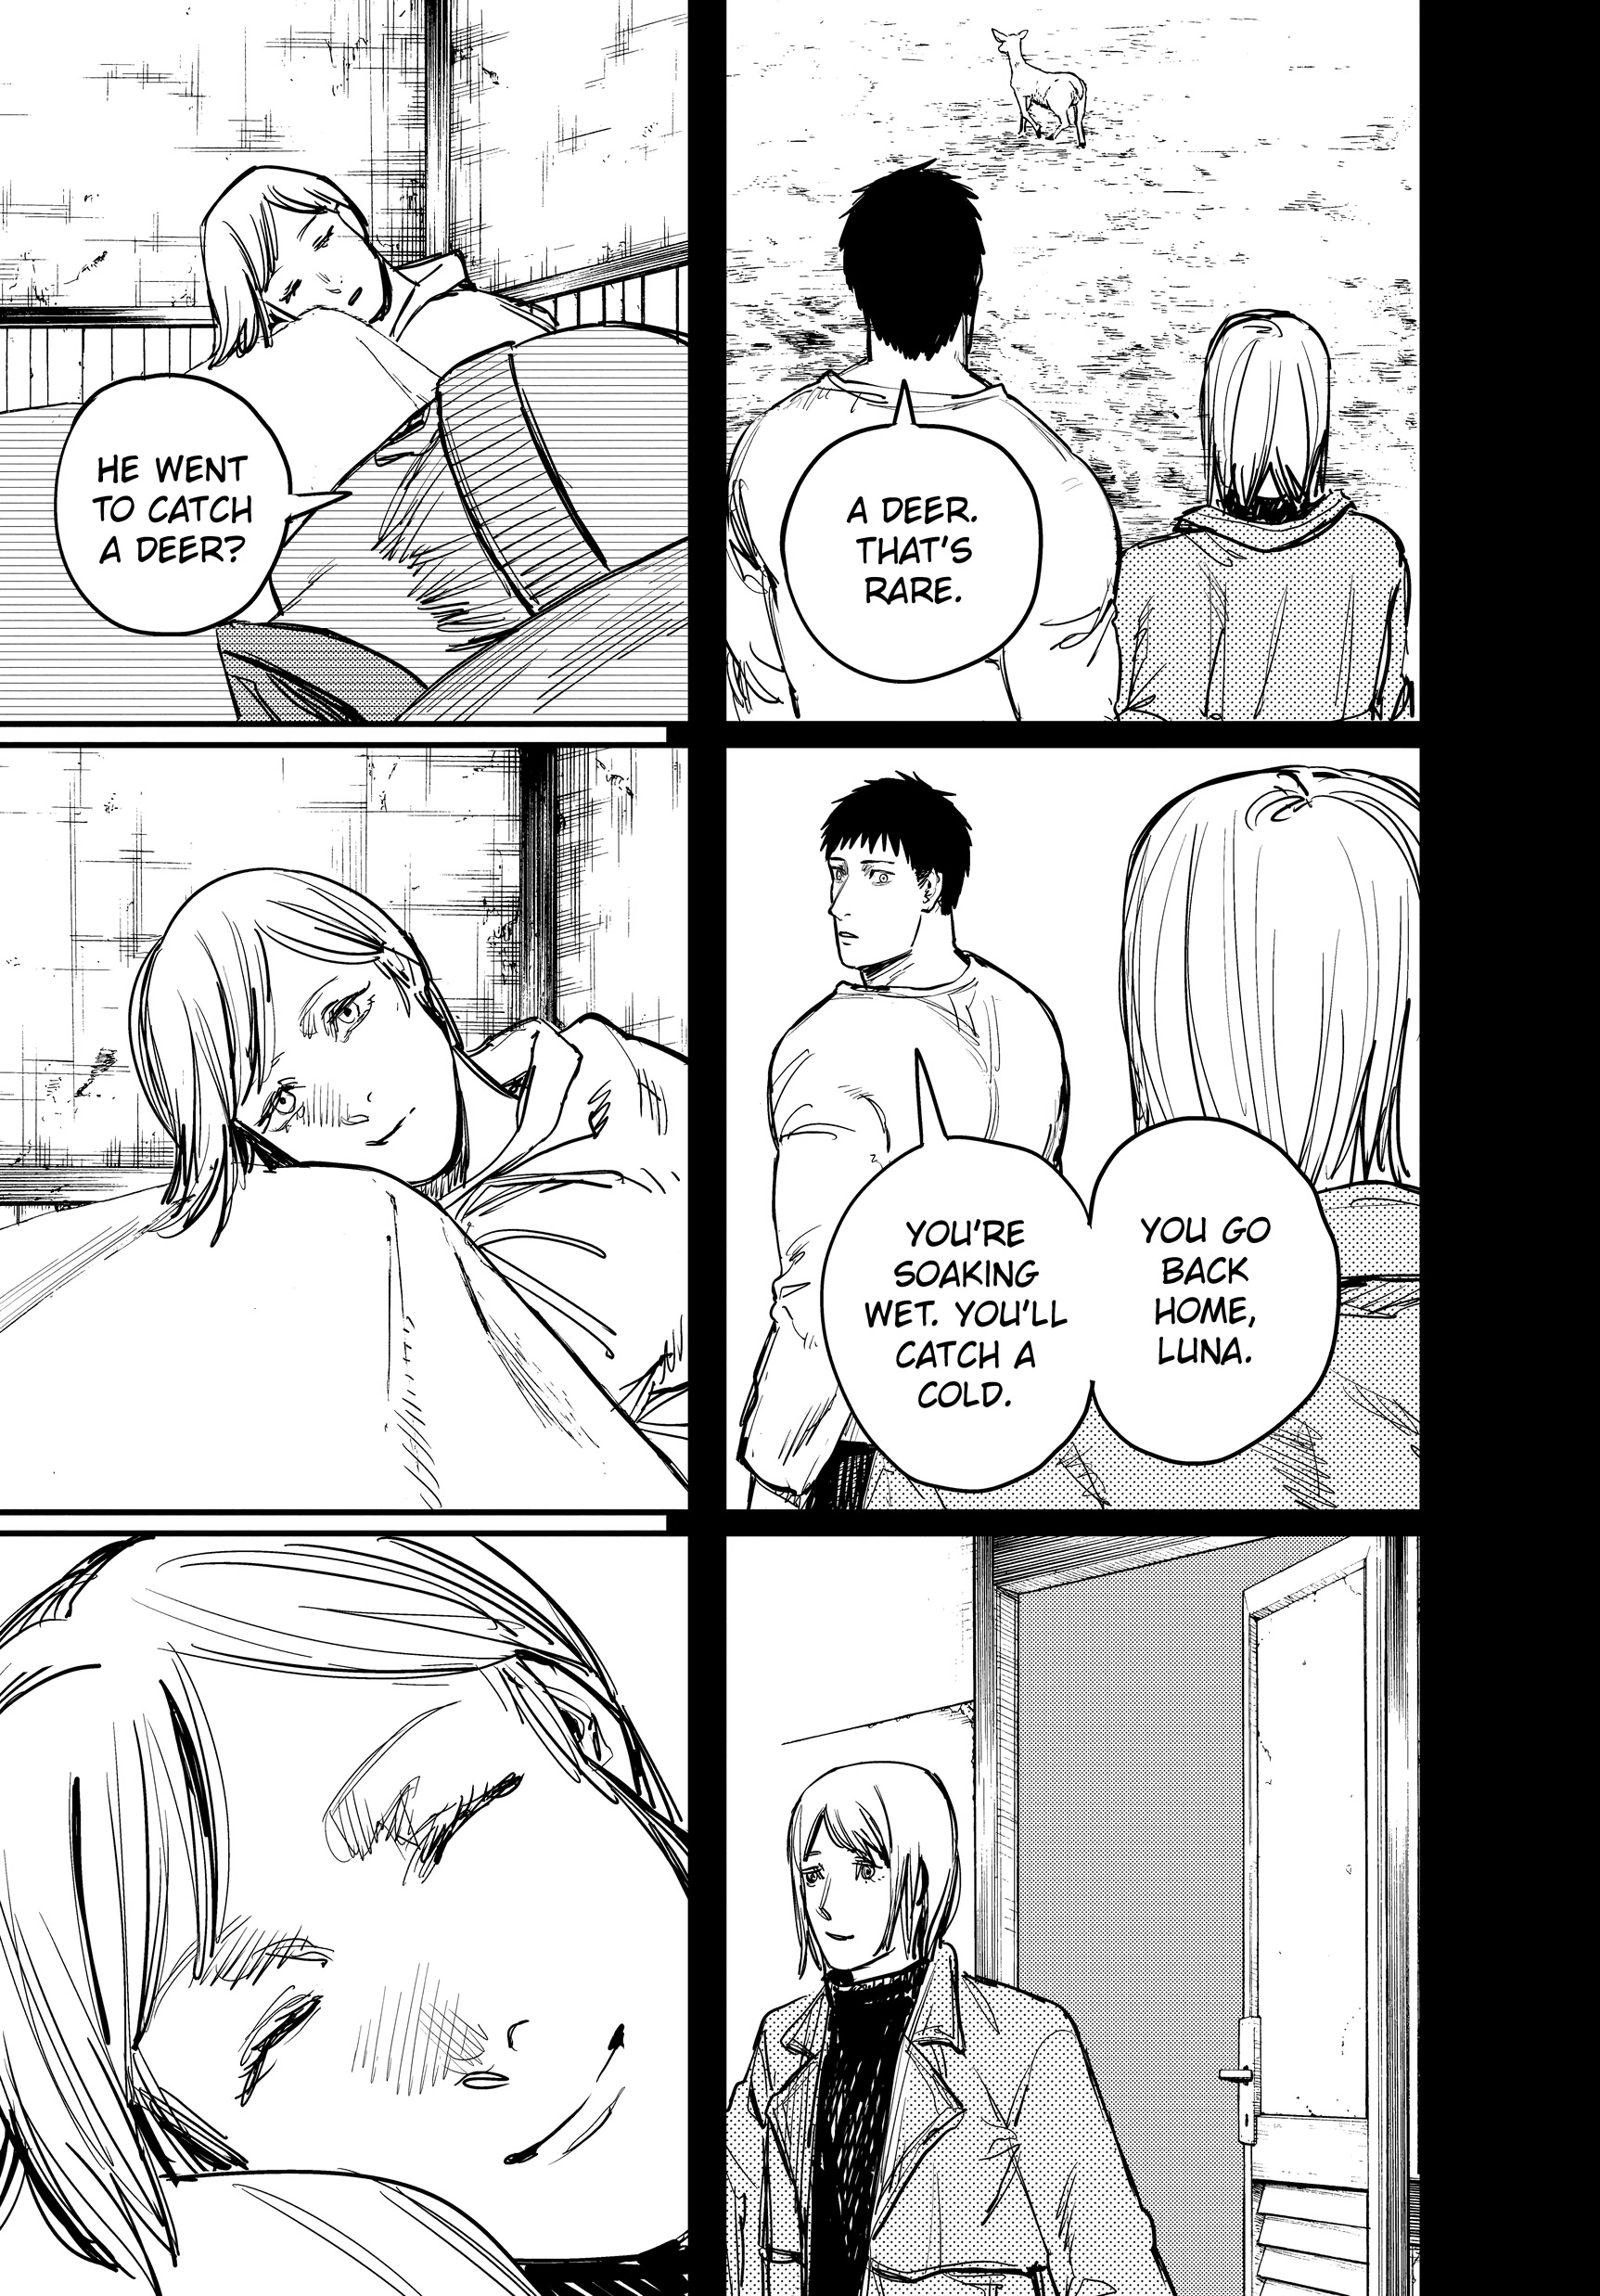 A DEER.
THAT'S
RARE.
YOU GO
BACK
HOME,
LUNA.
YOU'RE
SOAKING
WET. YOU'LL
CATCH A
COLD.
HE WENT
TO CATCH
A DEER?